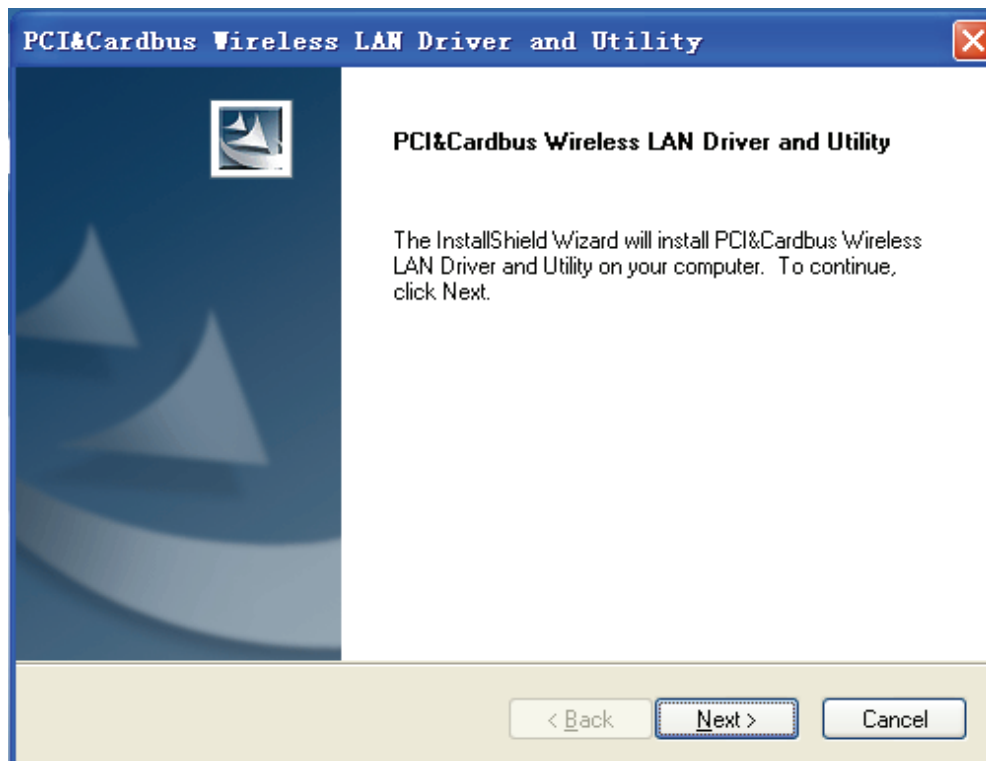 PCI&Cardbus Wireless LAN Driver and Utility
PCI&Cardbus Wireless LAN Driver and Utility
The InstallShield Wizard will install PCI&Cardbus Wireless
LAN Driver and Utility on your computer.  To continue,
click Next.
< Back
Next >
Cancel